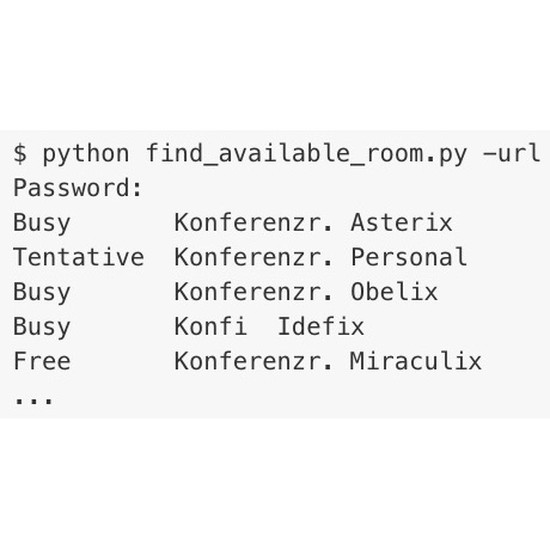 $ python find_available_room.py -url
Password:
Busy       Konferenzr. Asterix
Tentative  Konferenzr. Personal
Busy       Konferenzr. Obelix
Busy       Konfi  Idefix
Free       Konferenzr. Miraculix
...